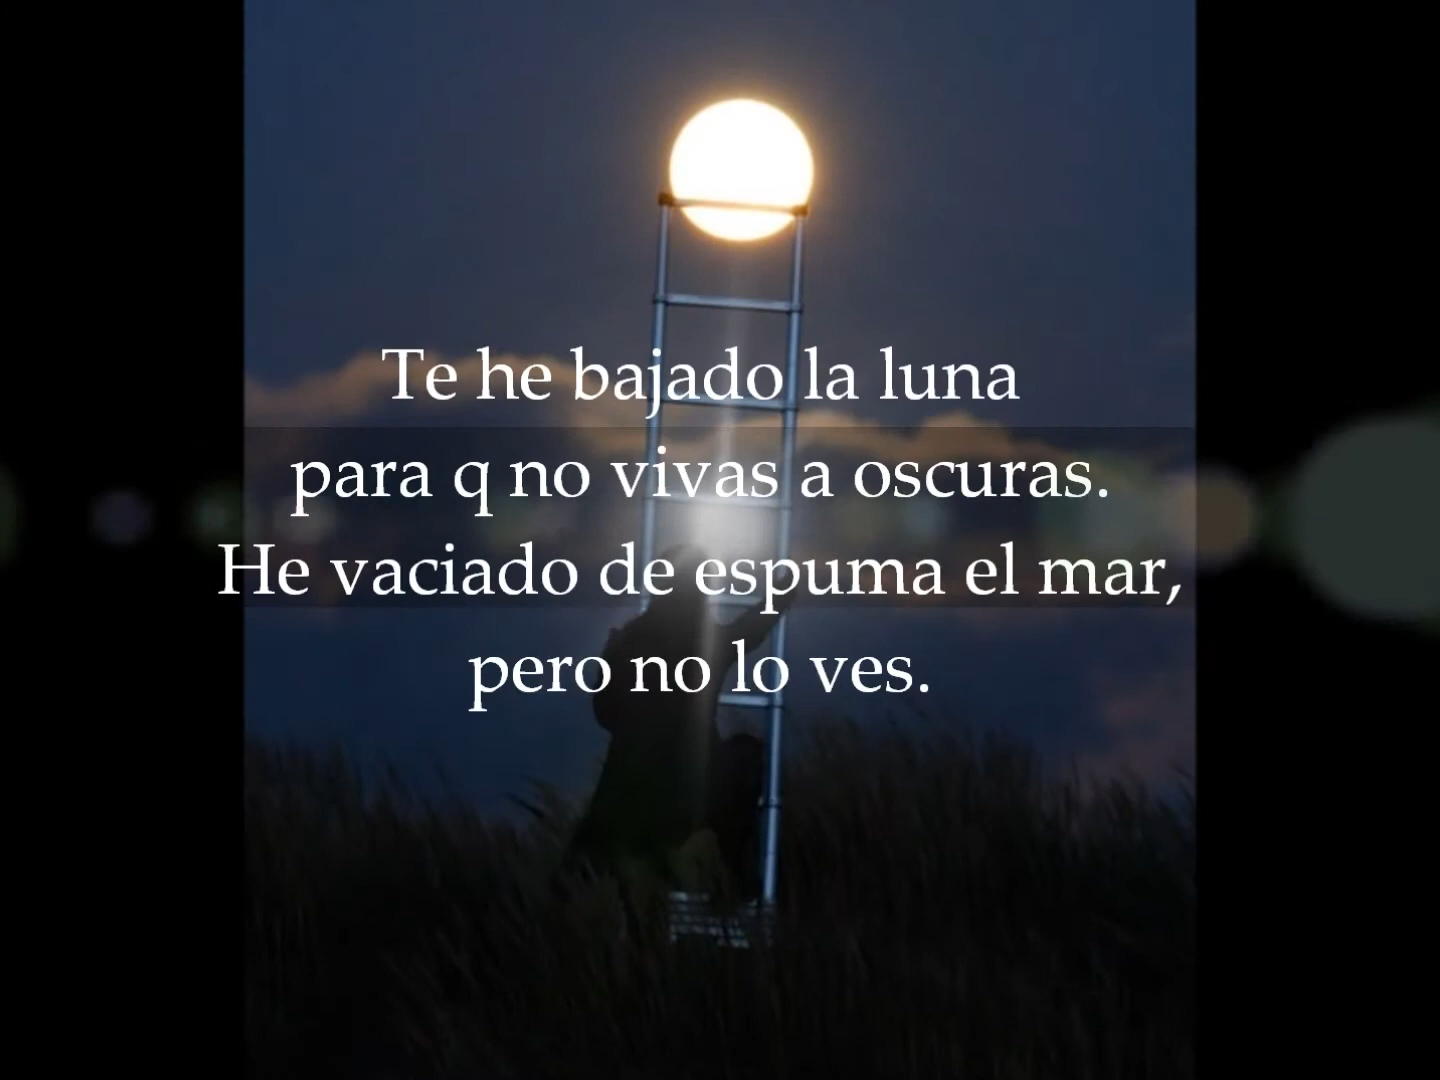 Te he bajado la luna
para q no vivas a oscuras.
He vaciado de espuma el mar,
pero no lo ves.